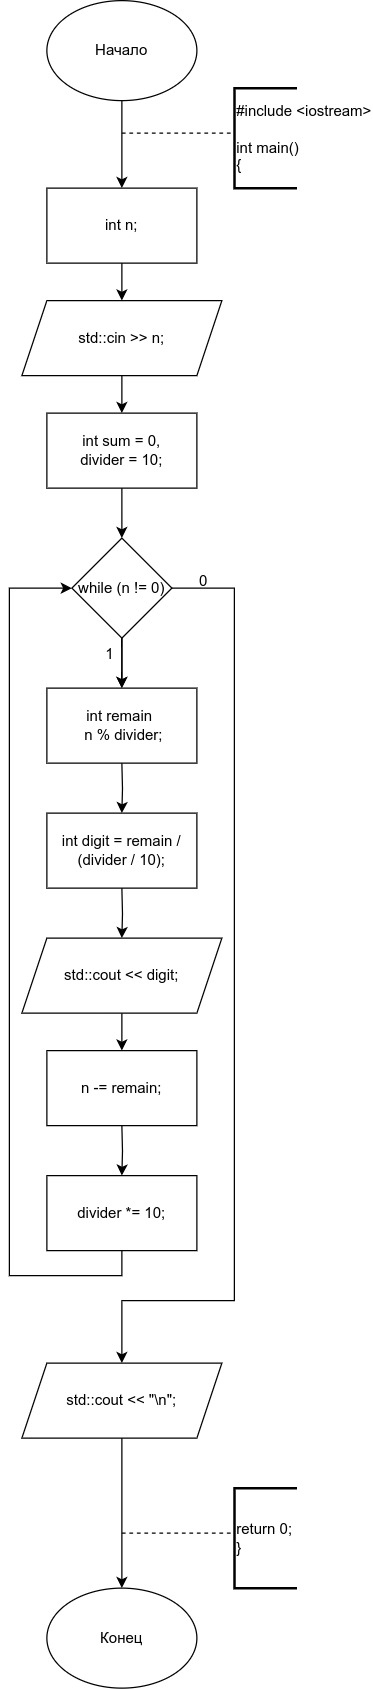 Начало
#include <iostream>
int main()
{
int n;
std::cin >> n;
int sum = 0,
divider = 10;
while (n != 0)
0
1
int remain
n % divider;
int digit = remain /
(divider / 10);
std::cout << digit;
n -= remain;
divider *= 10;
std::cout << "\n";
return 0;
}
Конец